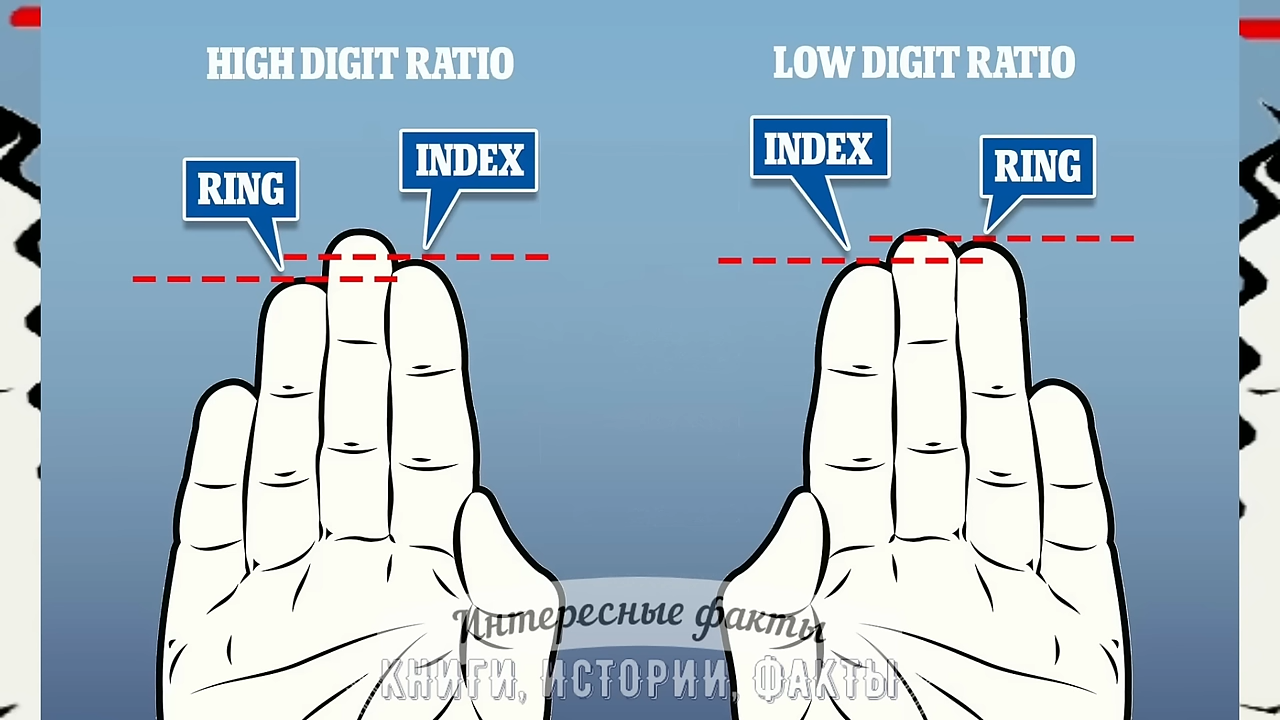 HIGH DIGIT RATIO
LOW DIGIT RATIO
RING
INDEX
INDEX
RING
Интересные факты
КНИГИ, ИСТОРИИ, ФАКТЫ